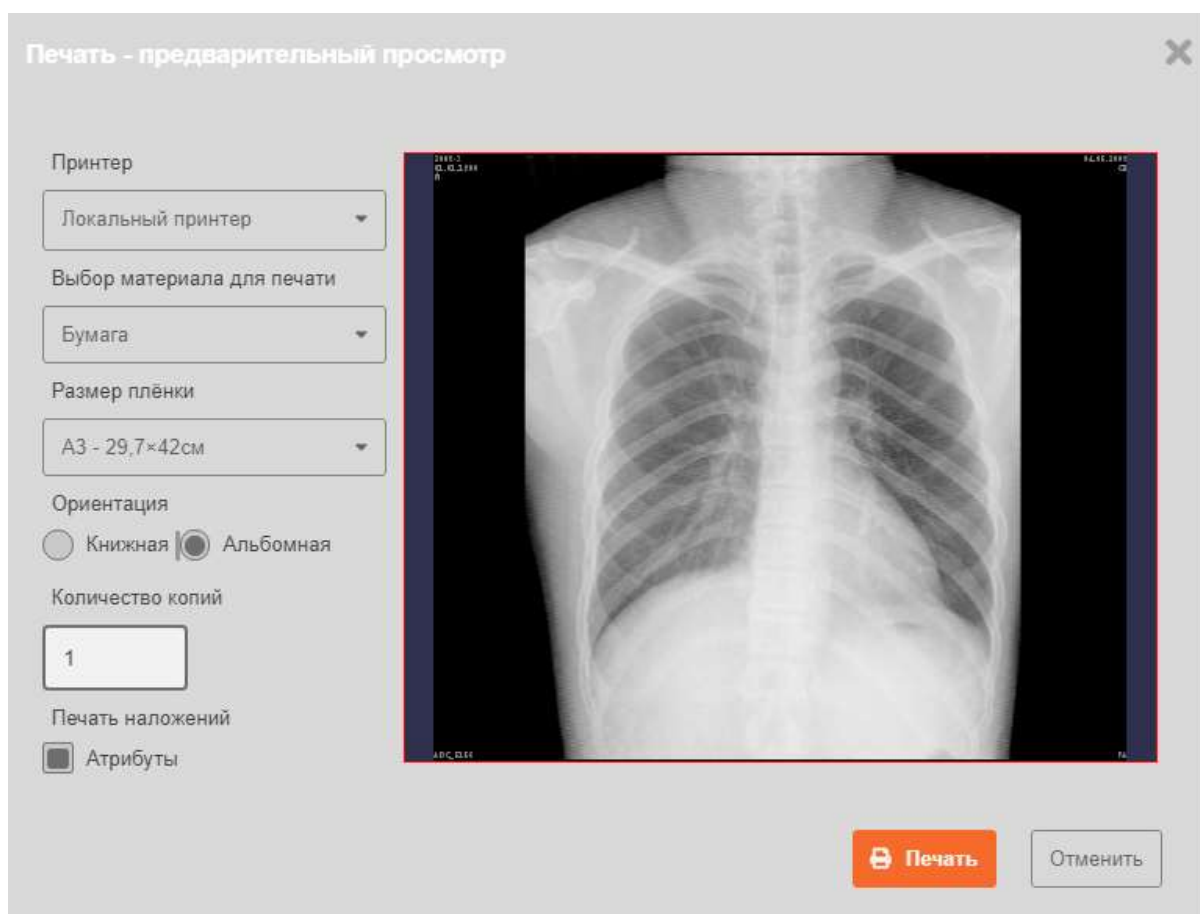 Печать - предварительный просмотр
Принтер
Локальный принтер
Выбор материала для печати
Бумага
Размер плёнки
А3 - 29,7×42см
Ориентация
Книжная Альбомная
Количество копий
1
Печать наложений
Атрибуты
Печать Отменить